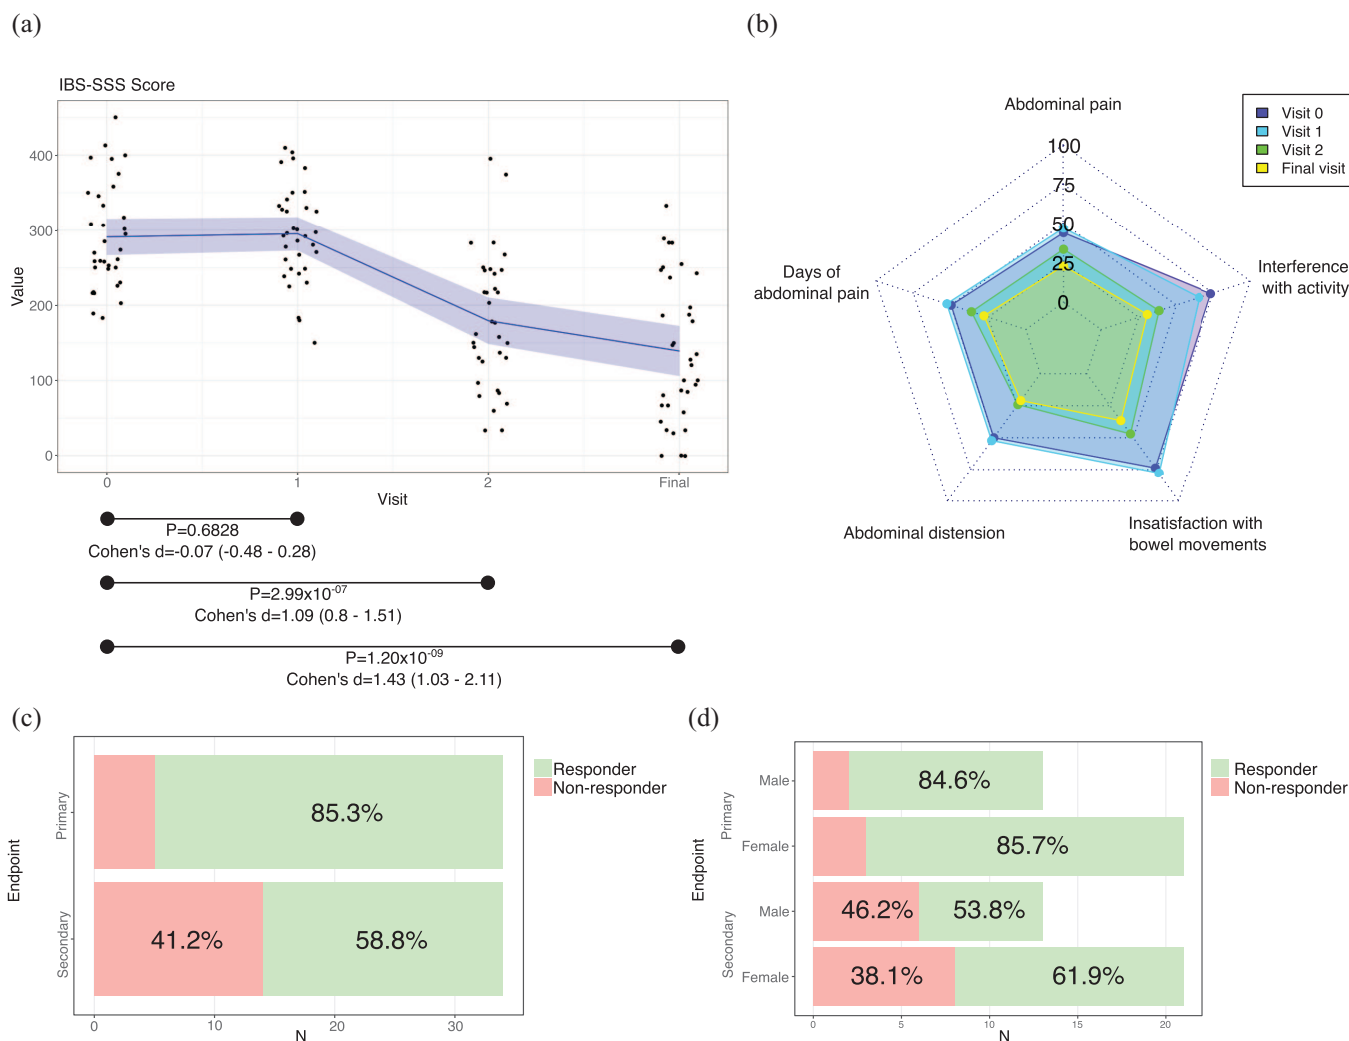 (a)
IBS-SSS Score
400
300
200
100
0
Value
0
1
2
Final
Visit
P=0.6828
Cohen's d=-0.07 (-0.48 - 0.28)
P=2.99x10-07
Cohen's d=1.09 (0.8 - 1.51)
P=1.20x10-09
Cohen's d=1.43 (1.03 - 2.11)
(b)
Visit 0
Visit 1
Visit 2
Final visit
Abdominal pain
100
75
50
25
0
Interference
with activity
Days of
abdominal pain
Abdominal distension
Insatisfaction with
bowel movements
(c)
Endpoint
Primary
85.3%
Secondary
41.2%
58.8%
0
10
20
30
N
Responder
Non-responder
(d)
Endpoint
Primary
Male
84.6%
Female
85.7%
Secondary
Male
46.2%
53.8%
Female
38.1%
61.9%
0
5
10
15
20
N
Responder
Non-responder